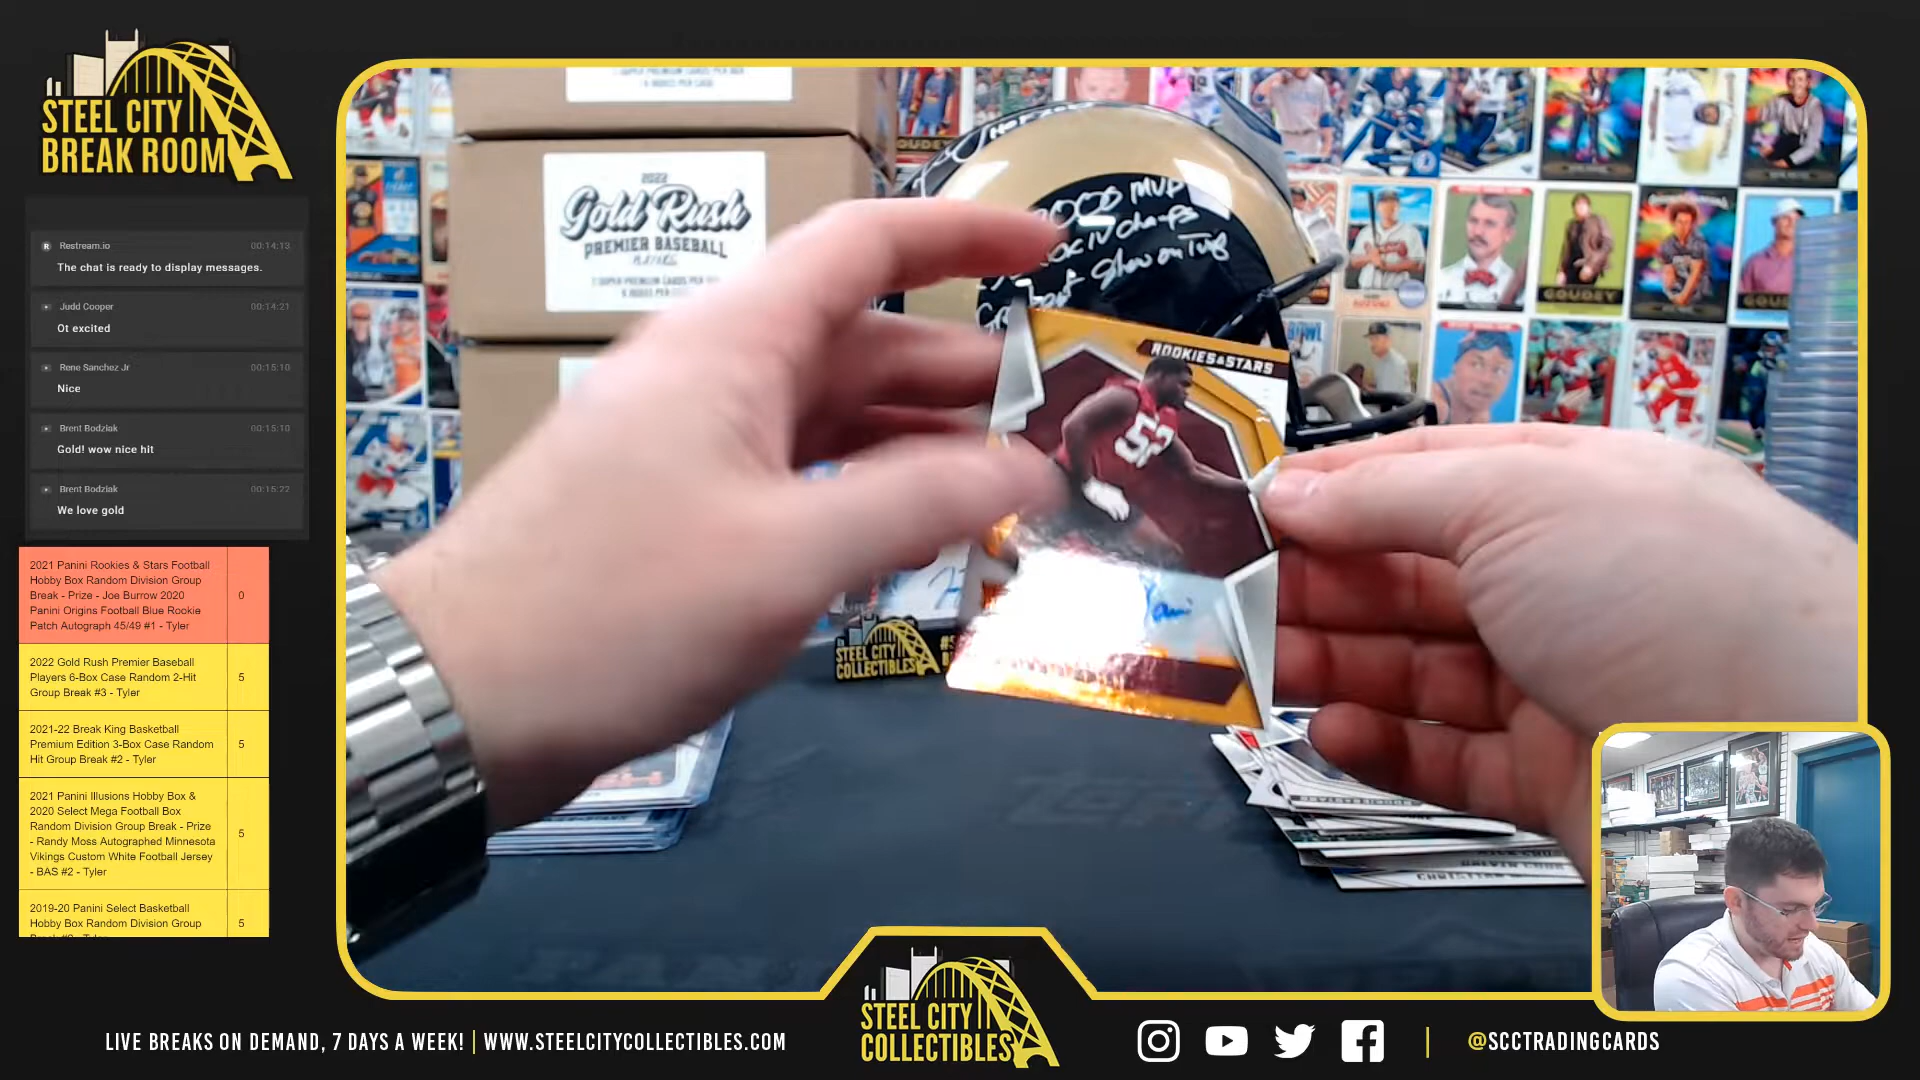 STEEL CITY
BREAK ROOM
Restream.io 00:14:13
The chat is ready to display messages.
Judd Cooper 00:14:21
Ot excited
Rene Sanchez Jr 00:15:10
Nice
Brent Bodziak 00:15:10
Gold! wow nice hit
Brent Bodziak 00:15:22
We love gold
2021 Panini Rookies & Stars Football
Hobby Box Random Division Group
Break - Prize - Joe Burrow 2020
Panini Origins Football Blue Rookie
Patch Autograph 45/49 #1 - Tyler
0
2022 Gold Rush Premier Baseball
Players 6-Box Case Random 2-Hit
Group Break #3 - Tyler
5
2021-22 Break King Basketball
Premium Edition 3-Box Case Random
Hit Group Break #2 - Tyler
5
2021 Panini Illusions Hobby Box &
2020 Select Mega Football Box
Random Division Group Break - Prize
- Randy Moss Autographed Minnesota
Vikings Custom White Football Jersey
- BAS #2 - Tyler
5
2019-20 Panini Select Basketball
Hobby Box Random Division Group
5
2022
Gold Rush
PREMIER BASEBALL
2000 MVP
Champs
Show on Turf
ROOKIES & STARS
52
GOUDEY
STEEL CITY
COLLECTIBLES
LIVE BREAKS ON DEMAND, 7 DAYS A WEEK! | WWW.STEELCITYCOLLECTIBLES.COM
STEEL CITY
COLLECTIBLES
@SCCTRADINGCARDS